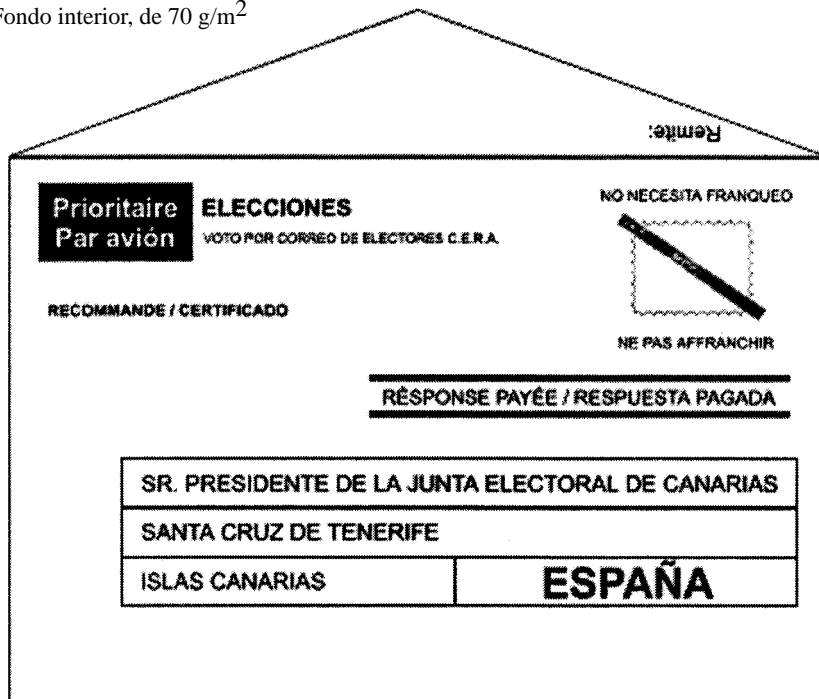 Fondo interior, de 70 g/m2
Remite:
Prioritaire
Par avión
ELECCIONES
VOTO POR CORREO DE ELECTORES C.E.R.A.
NO NECESITA FRANQUEO
RECOMMANDE / CERTIFICADO
NE PAS AFFRANCHIR
RÉSPONSE PAYÉE / RESPUESTA PAGADA
SR. PRESIDENTE DE LA JUNTA ELECTORAL DE CANARIAS
SANTA CRUZ DE TENERIFE
ISLAS CANARIAS
ESPAÑA